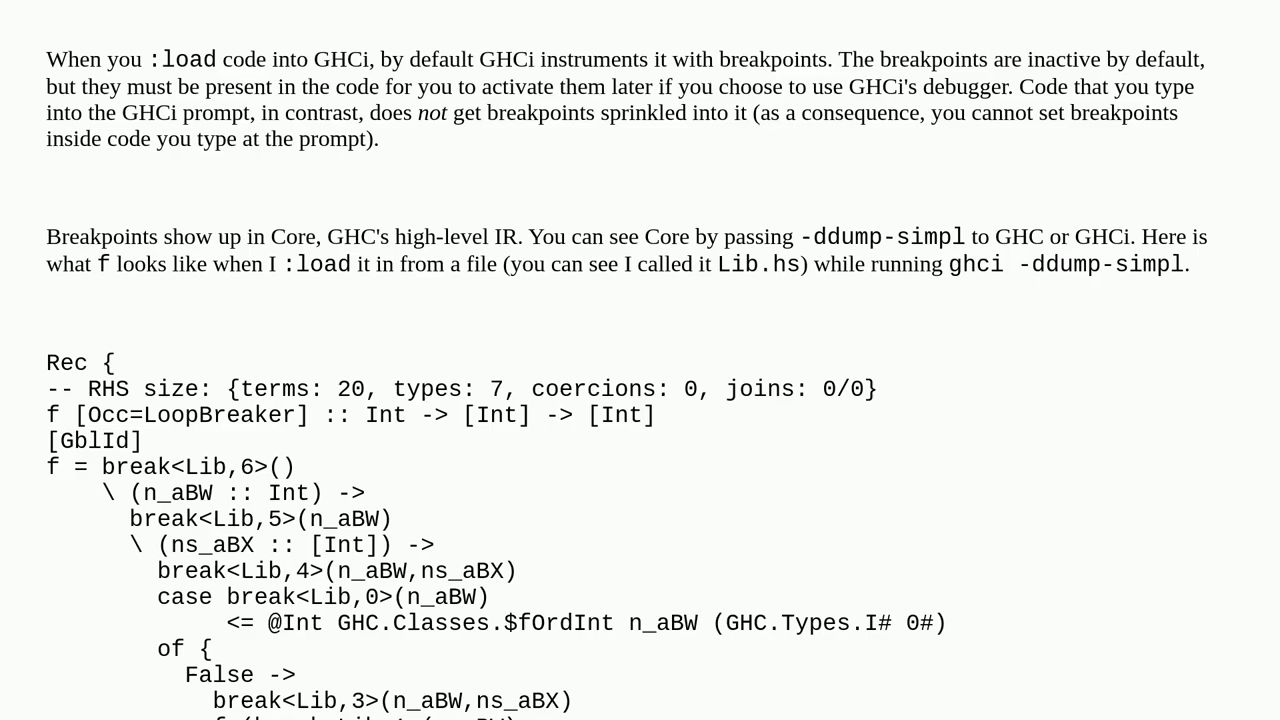 When you :load code into GHCi, by default GHCi instruments it with breakpoints. The breakpoints are inactive by default,
but they must be present in the code for you to activate them later if you choose to use GHCi's debugger. Code that you type
into the GHCi prompt, in contrast, does not get breakpoints sprinkled into it (as a consequence, you cannot set breakpoints
inside code you type at the prompt).
Breakpoints show up in Core, GHC's high-level IR. You can see Core by passing -ddump-simpl to GHC or GHCi. Here is
what f looks like when I :load it in from a file (you can see I called it Lib.hs) while running ghci -ddump-simpl.
Rec {
-- RHS size: {terms: 20, types: 7, coercions: 0, joins: 0/0}
f [Occ=LoopBreaker] :: Int -> [Int] -> [Int]
[GblId]
f = break<Lib,6>()
    \ (n_aBW :: Int) ->
      break<Lib,5>(n_aBW)
      \ (ns_aBX :: [Int]) ->
        break<Lib,4>(n_aBW,ns_aBX)
        case break<Lib,0>(n_aBW)
             <= @Int GHC.Classes.$fOrdInt n_aBW (GHC.Types.I# 0#)
        of {
          False ->
            break<Lib,3>(n_aBW,ns_aBX)